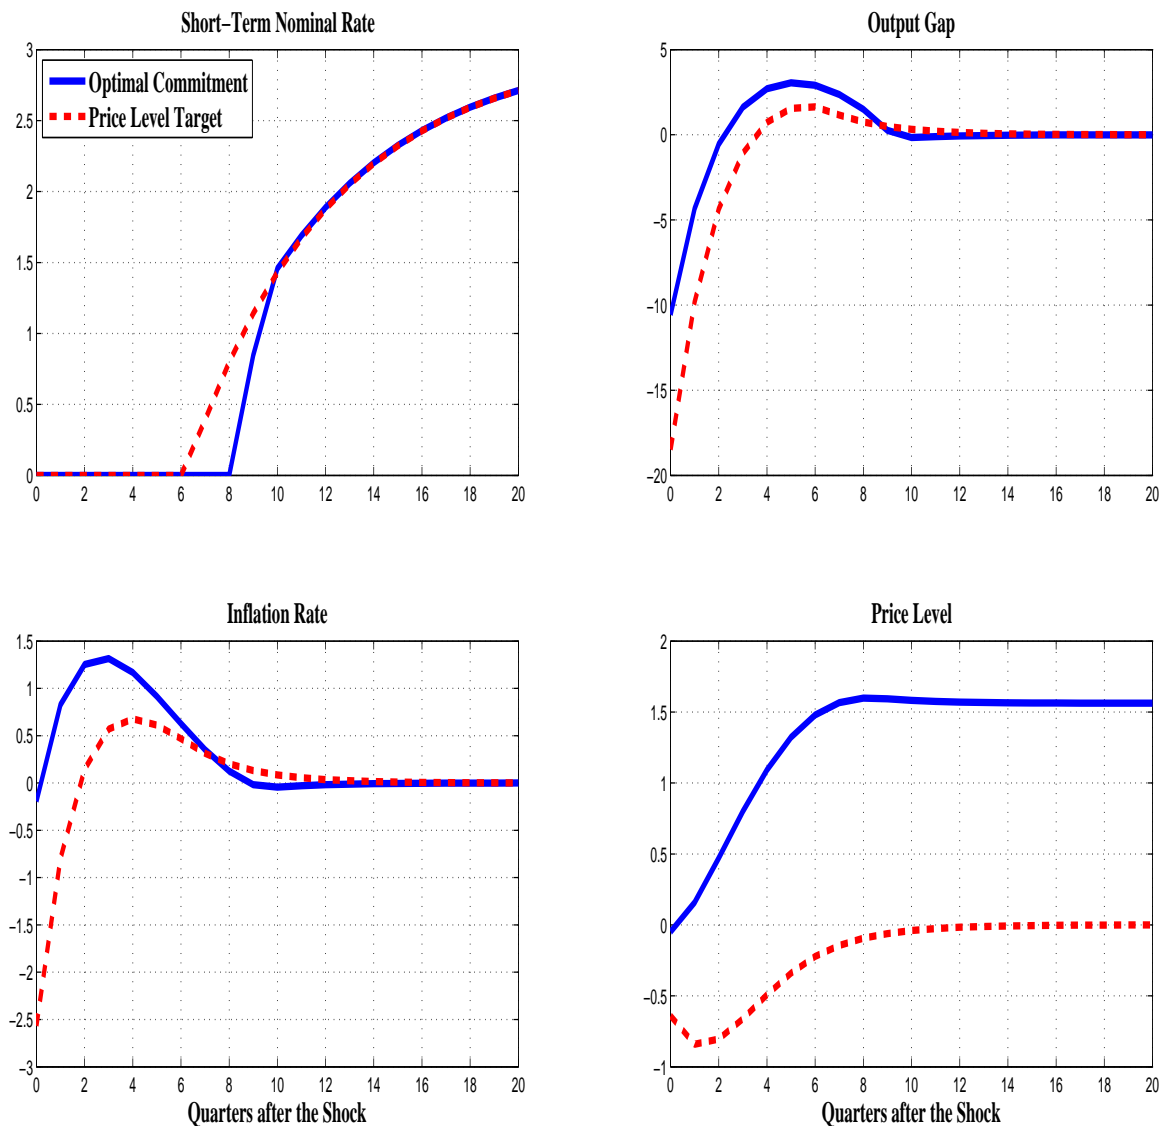 Short−Term Nominal Rate
3
2.5
2
1.5
1
0.5
0
0 2 4 6 8 10 12 14 16 18 20
Optimal Commitment
Price Level Target
Output Gap
5
0
−5
−10
−15
−20
0 2 4 6 8 10 12 14 16 18 20
Inflation Rate
1.5
1
0.5
0
−0.5
−1
−1.5
−2
−2.5
−3
0 2 4 6 8 10 12 14 16 18 20
Quarters after the Shock
Price Level
2
1.5
1
0.5
0
−0.5
−1
0 2 4 6 8 10 12 14 16 18 20
Quarters after the Shock